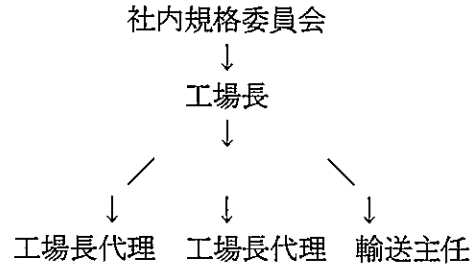 社内規格委員会
↓
工場長
↓
／ ＼
↓ ↓ ↓
工場長代理 工場長代理 輸送主任